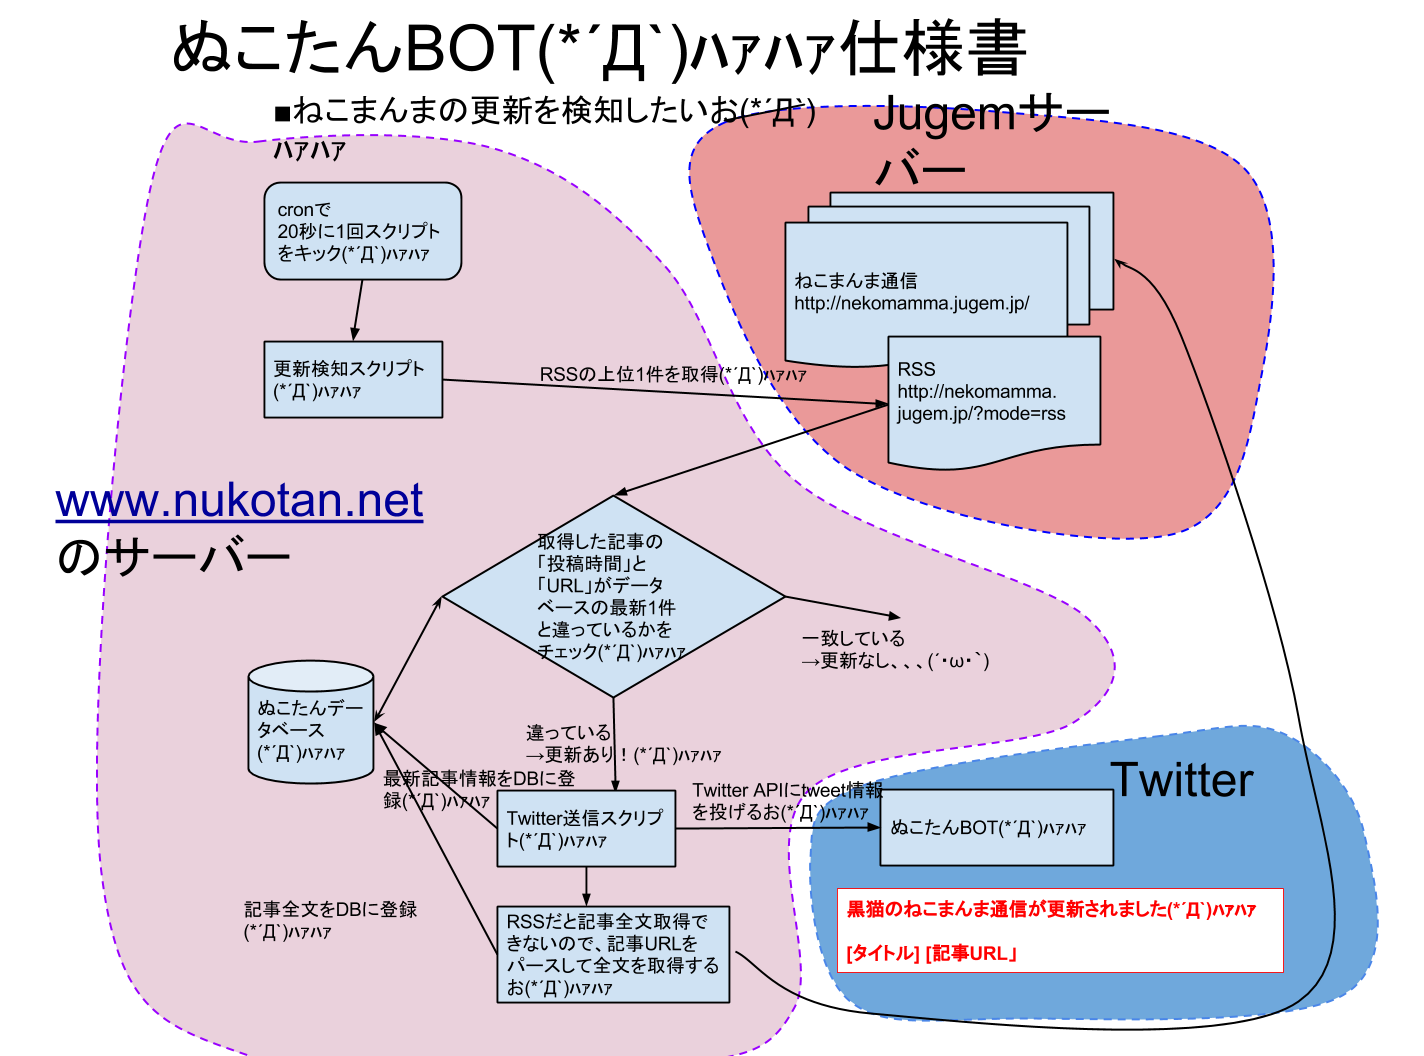 ぬこたんBOT(*´Д`)ﾊｧﾊｧ仕様書
■ねこまんまの更新を検知したいお(*´Д`)
ﾊｧﾊｧ
Jugemサー
バー
cronで
20秒に1回スクリプト
をキック(*´Д`)ﾊｧﾊｧ
ねこまんま通信
http://nekomamma.jugem.jp/
更新検知スクリプト
(*´Д`)ﾊｧﾊｧ
RSSの上位1件を取得(*´Д`)ﾊｧﾊｧ
RSS
http://nekomamma.
jugem.jp/?mode=rss
www.nukotan.net
のサーバー
取得した記事の
「投稿時間」と
「URL」がデータ
ベースの最新1件
と違っているかを
チェック(*´Д`)ﾊｧﾊｧ
一致している
→更新なし、、、(´・ω・`)
ぬこたんデー
タベース
(*´Д`)ﾊｧﾊｧ
違っている
→更新あり！(*´Д`)ﾊｧﾊｧ
最新記事情報をDBに登
録(*´Д`)ﾊｧﾊｧ
Twitter送信スクリプ
ト(*´Д`)ﾊｧﾊｧ
Twitter APIにtweet情報
を投げるお(*´Д`)ﾊｧﾊｧ
Twitter
ぬこたんBOT(*´Д`)ﾊｧﾊｧ
記事全文をDBに登録
(*´Д`)ﾊｧﾊｧ
RSSだと記事全文取得で
きないので、記事URLを
パースして全文を取得する
お(*´Д`)ﾊｧﾊｧ
黒猫のねこまんま通信が更新されました(*´Д`)ﾊｧﾊｧ
[タイトル] [記事URL」